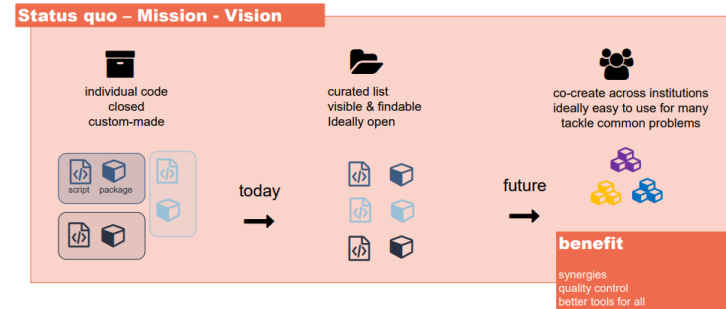 Status quo – Mission - Vision
individual code
closed
custom-made
curated list
visible & findable
Ideally open
co-create across institutions
ideally easy to use for many
tackle common problems
script package
today
future
benefit
synergies
quality control
better tools for all